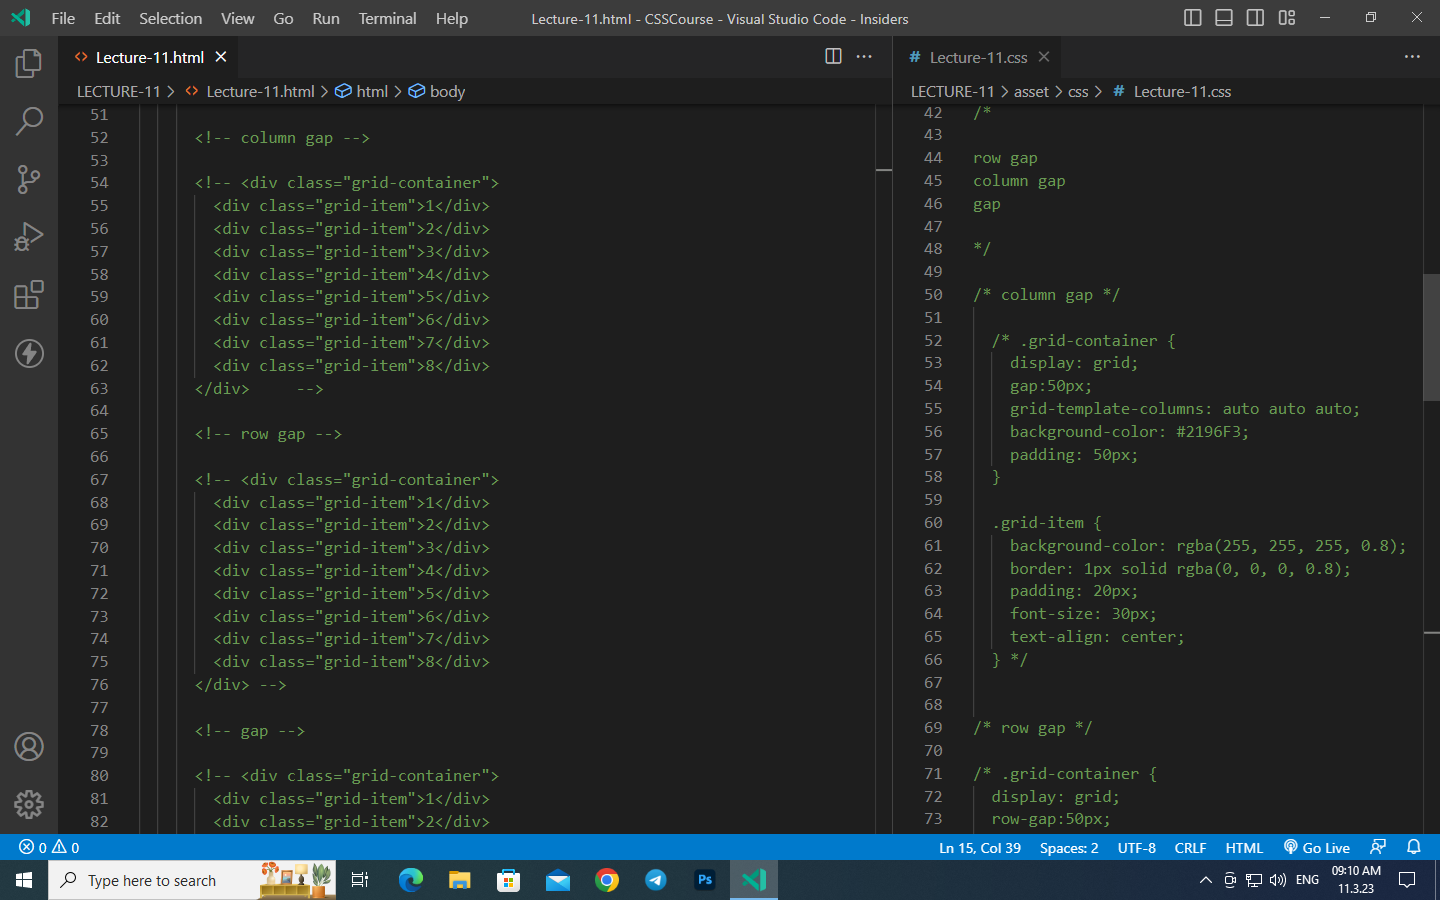 File Edit Selection View Go Run Terminal Help
Lecture-11.html - CSSCourse - Visual Studio Code - Insiders
Lecture-11.html
LECTURE-11 > Lecture-11.html > html > body
51
52 <!-- column gap -->
53
54 <!-- <div class="grid-container">
55 <div class="grid-item">1</div>
56 <div class="grid-item">2</div>
57 <div class="grid-item">3</div>
58 <div class="grid-item">4</div>
59 <div class="grid-item">5</div>
60 <div class="grid-item">6</div>
61 <div class="grid-item">7</div>
62 <div class="grid-item">8</div>
63 </div> -->
64
65 <!-- row gap -->
66
67 <!-- <div class="grid-container">
68 <div class="grid-item">1</div>
69 <div class="grid-item">2</div>
70 <div class="grid-item">3</div>
71 <div class="grid-item">4</div>
72 <div class="grid-item">5</div>
73 <div class="grid-item">6</div>
74 <div class="grid-item">7</div>
75 <div class="grid-item">8</div>
76 </div> -->
77
78 <!-- gap -->
79
80 <!-- <div class="grid-container">
81 <div class="grid-item">1</div>
82 <div class="grid-item">2</div>
# Lecture-11.css
LECTURE-11 > asset > css > # Lecture-11.css
42 /*
43
44 row gap
45 column gap
46 gap
47
48 */
49
50 /* column gap */
51
52 /* .grid-container {
53 display: grid;
54 gap:50px;
55 grid-template-columns: auto auto auto;
56 background-color: #2196F3;
57 padding: 50px;
58 }
59
60 .grid-item {
61 background-color: rgba(255, 255, 255, 0.8);
62 border: 1px solid rgba(0, 0, 0, 0.8);
63 padding: 20px;
64 font-size: 30px;
65 text-align: center;
66 } */
67
68
69 /* row gap */
70
71 /* .grid-container {
72 display: grid;
73 row-gap:50px;
0 0
Ln 15, Col 39 Spaces: 2 UTF-8 CRLF HTML Go Live
Type here to search
Ps
ENG
09:10 AM
11.3.23